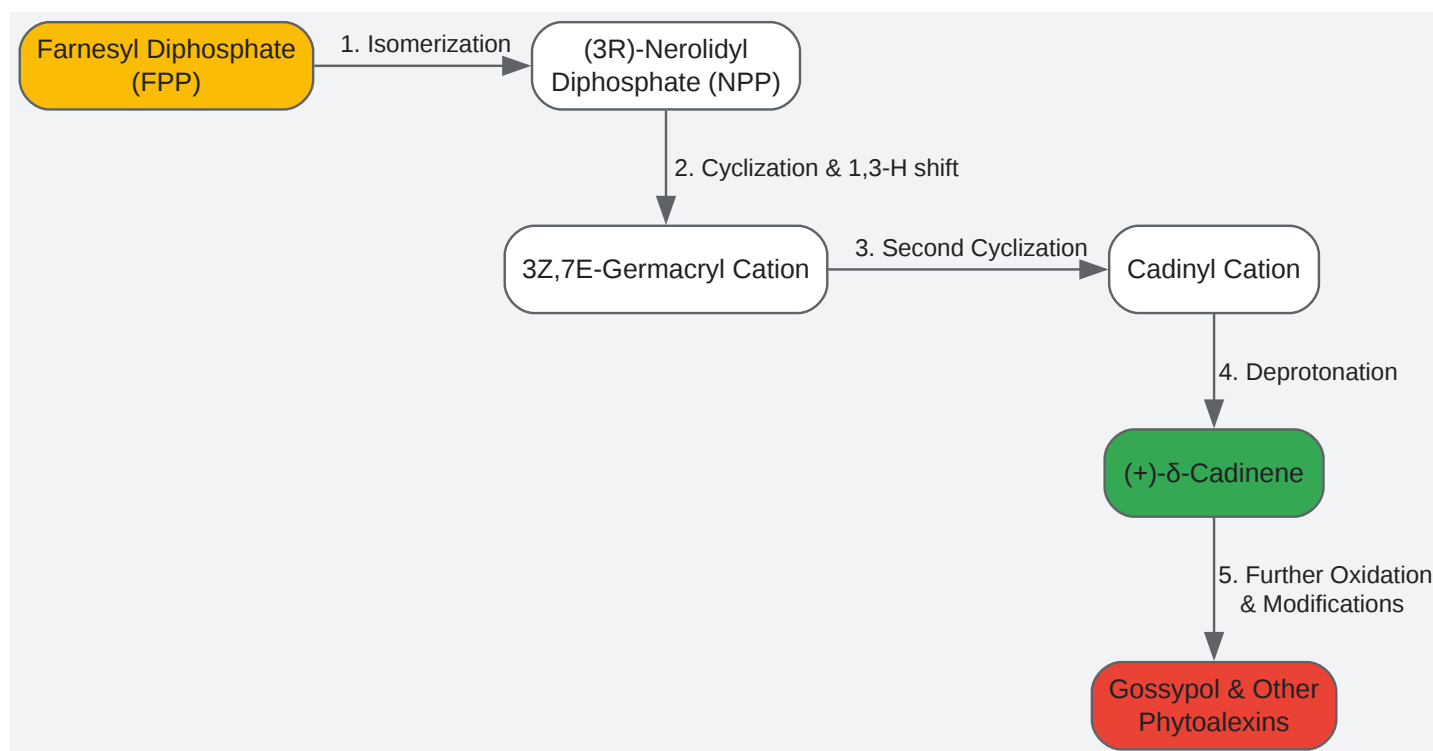 Farnesyl Diphosphate
(FPP)
1. Isomerization
(3R)-Nerolidyl
Diphosphate (NPP)
2. Cyclization & 1,3-H shift
3Z,7E-Germacryl Cation
3. Second Cyclization
Cadinyl Cation
4. Deprotonation
(+)-δ-Cadinene
5. Further Oxidation
& Modifications
Gossypol & Other
Phytoalexins